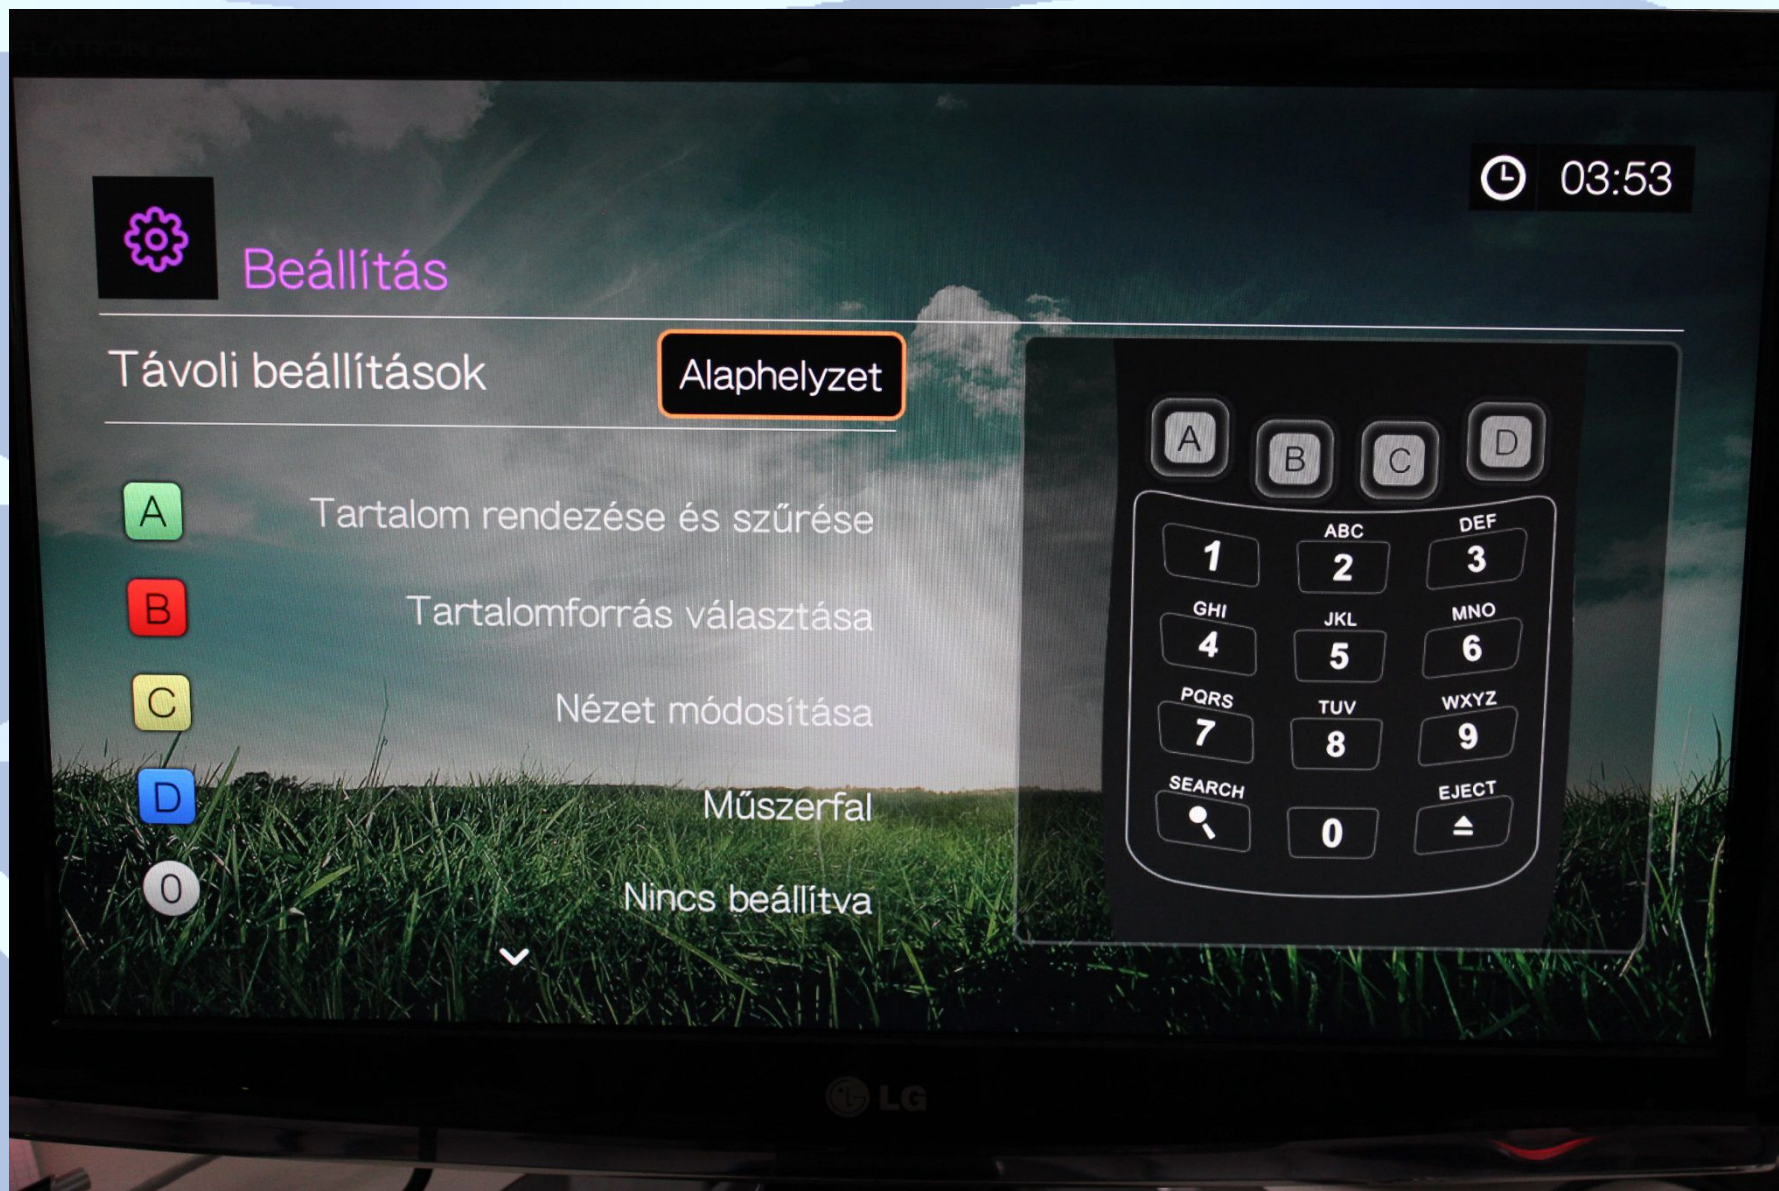 FLATRON
03:53
Beállítás
Távoli beállítások
Alaphelyzet
A Tartalom rendezése és szűrése
B Tartalomforrás választása
C Nézet módosítása
D Műszerfal
0 Nincs beállítva
A B C D
ABC DEF
1 2 3
GHI JKL MNO
4 5 6
PQRS TUV WXYZ
7 8 9
SEARCH EJECT
0
LG